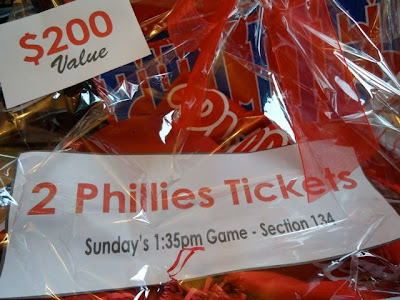 $200
Value
2 Phillies Tickets
Sunday's 1:35pm Game - Section 134